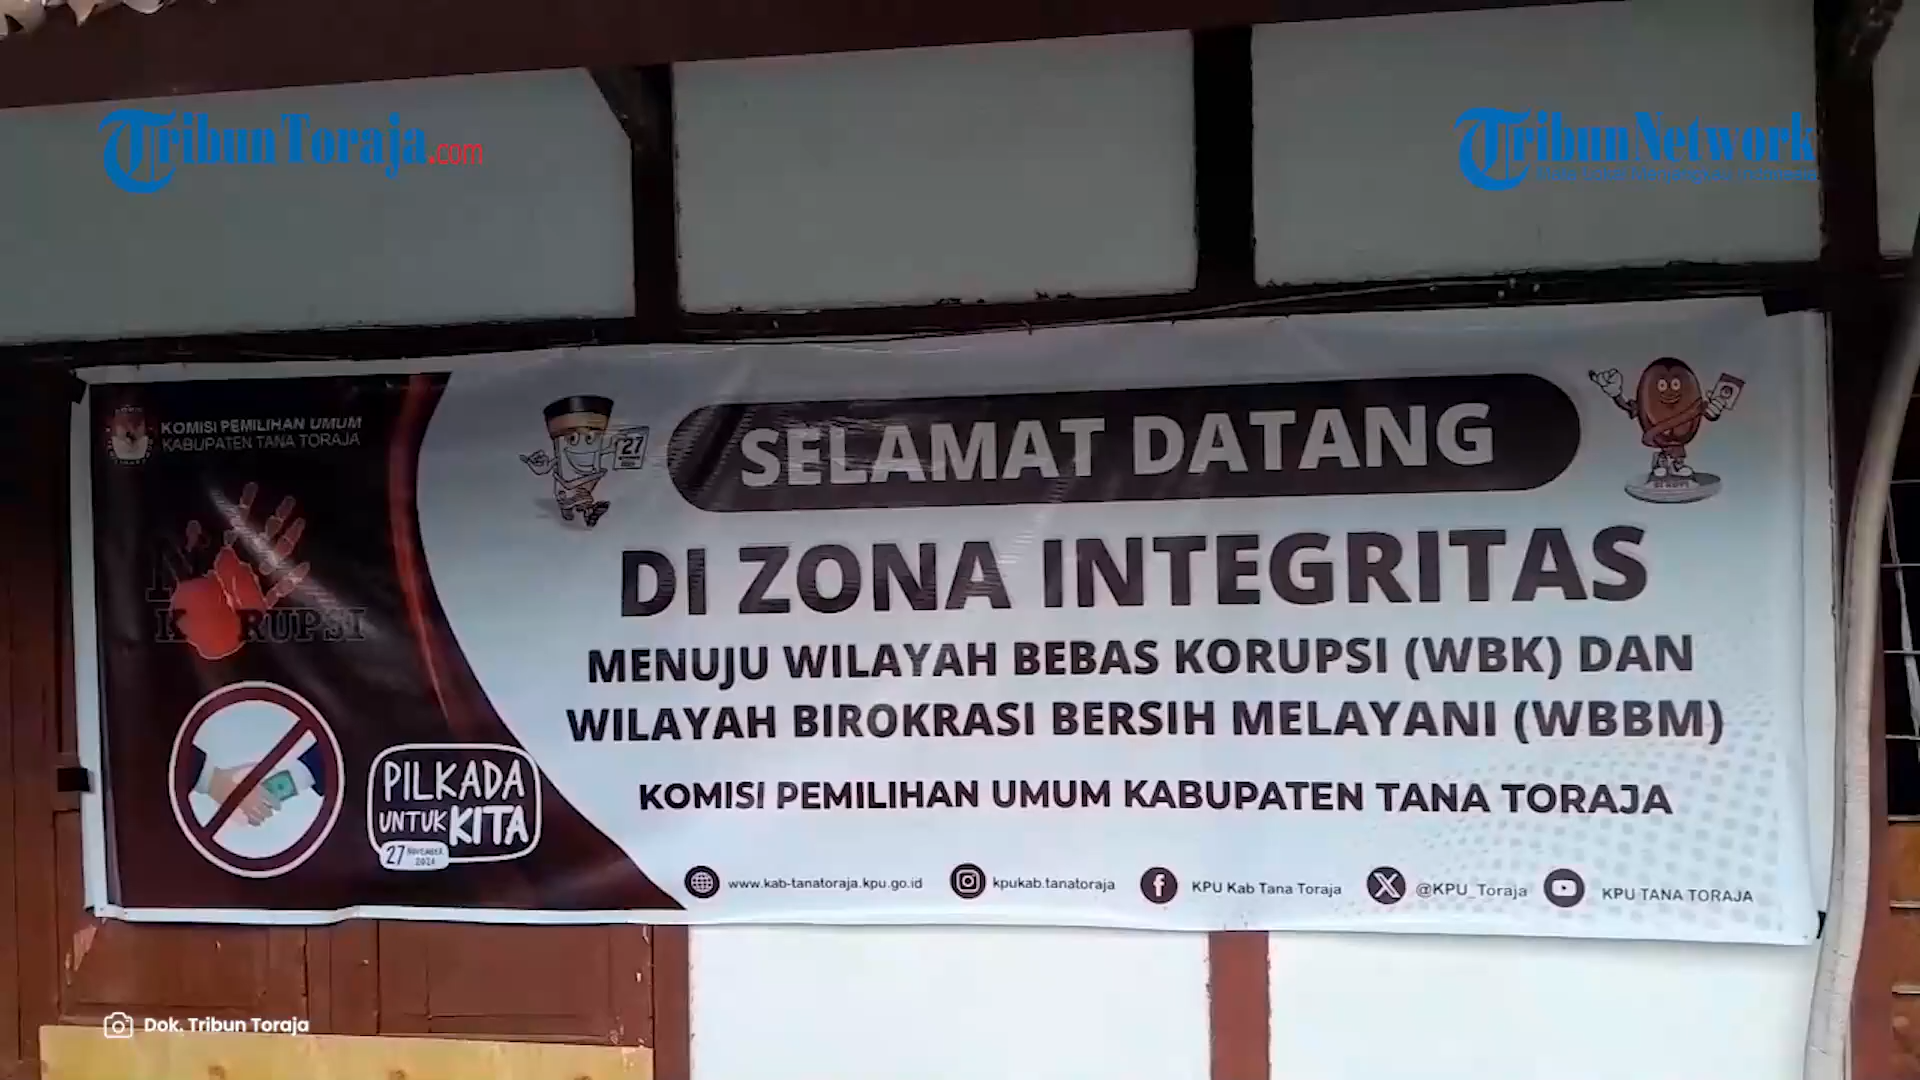 TribunToraja.com
TribunNetwork
KOMISI PEMILIHAN UMUM
KABUPATEN TANA TORAJA
27
SELAMAT DATANG
DI ZONA INTEGRITAS
KORUPSI
MENUJU WILAYAH BEBAS KORUPSI (WBK) DAN
WILAYAH BIROKRASI BERSIH MELAYANI (WBBM)
PILKADA
UNTUK KITA
27 NOVEMBER
2024
KOMISI PEMILIHAN UMUM KABUPATEN TANA TORAJA
www.kab-tanatoraja.kpu.go.id kpukab.tanatoraja KPU Kab Tana Toraja @KPU_Toraja KPU TANA TORAJA
Dok. Tribun Toraja